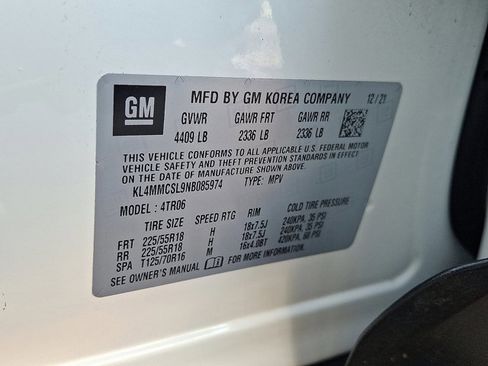 GM
MFD BY GM KOREA COMPANY 12/21
GVWR GAWR FRT GAWR RR
4409 LB 2336 LB 2336 LB
THIS VEHICLE CONFORMS TO ALL APPLICABLE U.S. FEDERAL MOTOR
VEHICLE SAFETY AND THEFT PREVENTION STANDARDS IN EFFECT ON
THE DATE OF MANUFACTURE SHOWN ABOVE.
KL4MMCSL9NB085974 TYPE: MPV
MODEL : 4TR06
TIRE SIZE SPEED RTG RIM COLD TIRE PRESSURE
FRT 225/55R18 H 18x7.5J 240KPA, 35 PSI
RR 225/55R18 H 18x7.5J 240KPA, 35 PSI
SPA T125/70R16 M 16x4.0BT 420KPA, 60 PSI
SEE OWNER'S MANUAL FOR MORE INFORMATION.